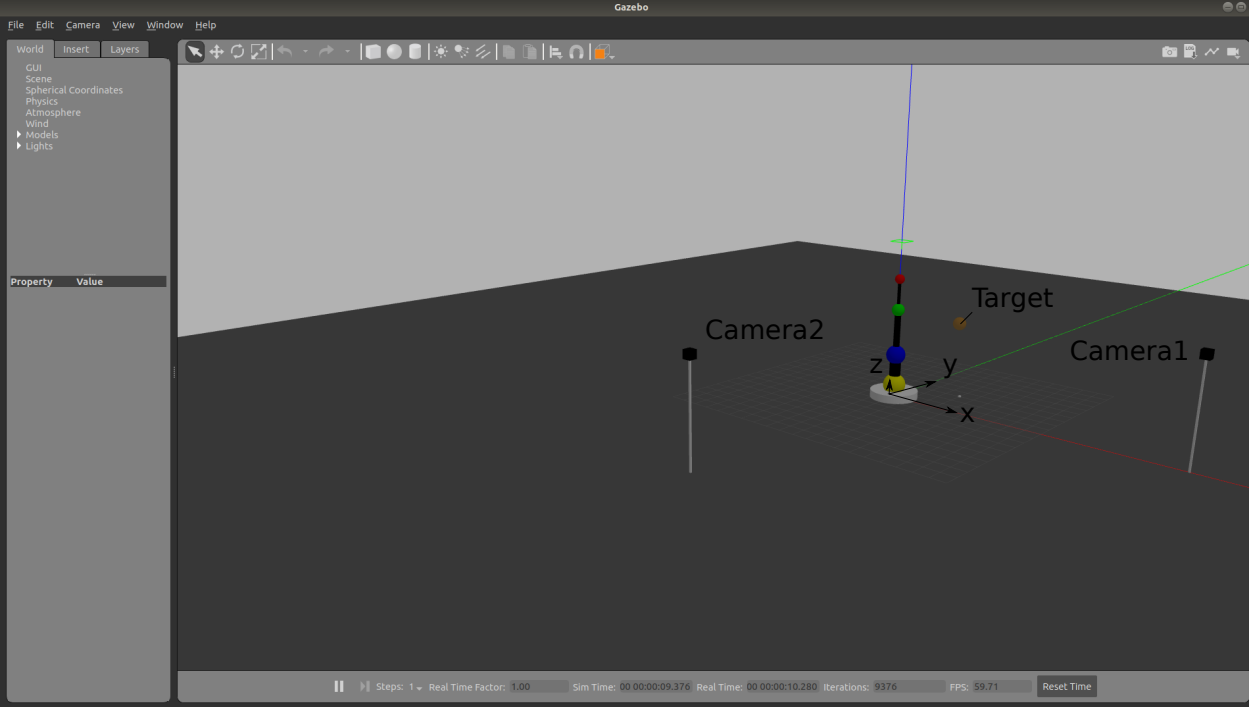 Gazebo
File Edit Camera View Window Help
World Insert Layers
GUI
Scene
Spherical Coordinates
Physics
Atmosphere
Wind
Models
Lights
Property Value
Target
Camera2
Camera1
z
y
x
Steps: 1 Real Time Factor: 1.00 Sim Time: 00 00:00:09.376 Real Time: 00 00:00:10.280 Iterations: 9376 FPS: 59.71 Reset Time